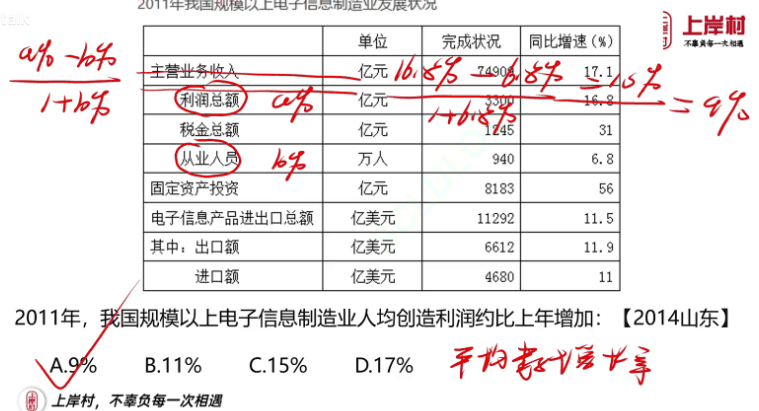 talk
2011年我国规模以上电子信息制造业发展状况
上岸村
不辜负每一次相遇
单位 完成状况 同比增速（%）
主营业务收入 亿元 74909 17.1
利润总额 亿元 3300 16.8
税金总额 亿元 1245 31
从业人员 万人 940 6.8
固定资产投资 亿元 8183 56
电子信息产品进出口总额 亿美元 11292 11.5
其中：出口额 亿美元 6612 11.9
进口额 亿美元 4680 11
a% - b%
1+b%
a%
b%
16.8% - 6.8%
1+6.8%
= 10%
= 9%
2011年，我国规模以上电子信息制造业人均创造利润约比上年增加：【2014山东】
A.9% B.11% C.15% D.17%
平均数增长率
上岸村，不辜负每一次相遇